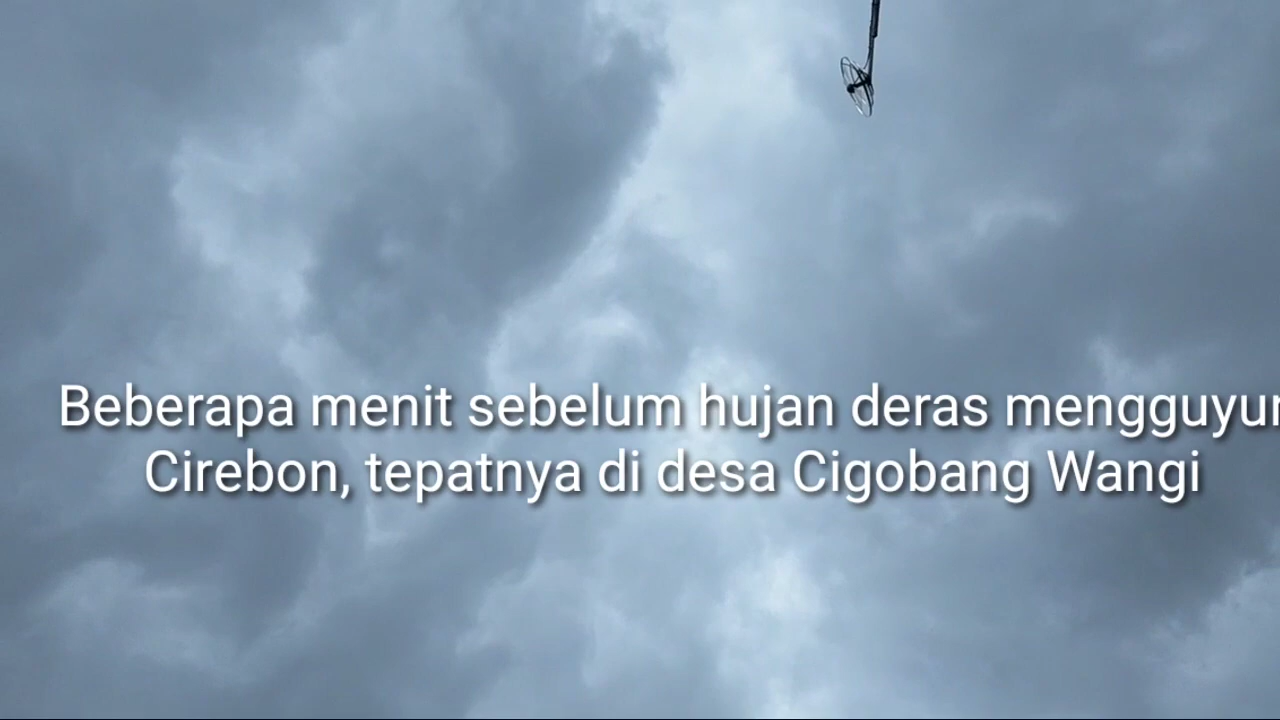 Beberapa menit sebelum hujan deras mengguyur
Cirebon, tepatnya di desa Cigobang Wangi